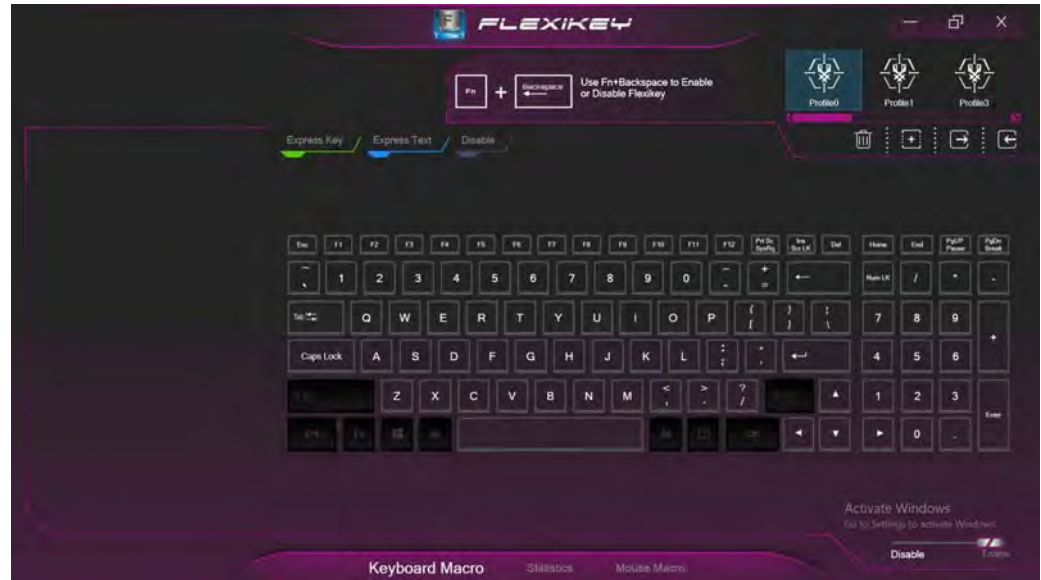 FLEXIKEY
Fn + Backspace Use Fn+Backspace to Enable
or Disable Flexikey
Profile0 Profile1 Profile3
Express Key Express Text Disable
Esc F1 F2 F3 F4 F5 F6 F7 F8 F9 F10 F11 F12 Prt Sc Ins Del Home End PgUP PgDn
SysRq Scr LK Pause Break
~ 1 2 3 4 5 6 7 8 9 0 - + Num LK / * -
` - =
Tab Q W E R T Y U I O P { } | 7 8 9 +
[ ] \
Caps Lock A S D F G H J K L : 4 5 6
;
Z X C V B N M < > ? 1 2 3 Enter
, . /
0 .
Activate Windows
Go to Settings to activate Windows.
Disable Enable
Keyboard Macro Statistics Mouse Macro